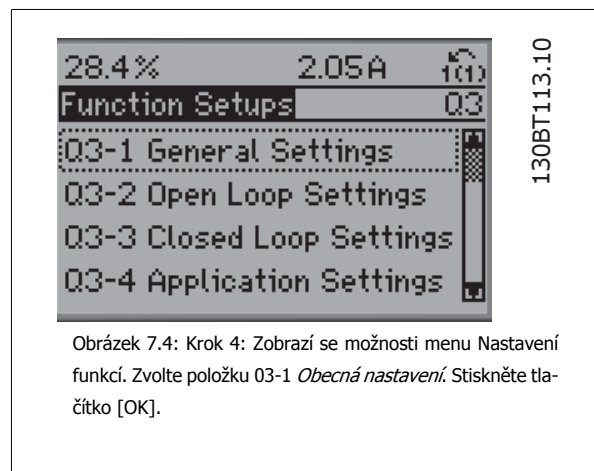 28.4%
2.05A
1(1)
Function Setups
Q3
Q3-1 General Settings
Q3-2 Open Loop Settings
Q3-3 Closed Loop Settings
Q3-4 Application Settings
130BT113.10
Obrázek 7.4: Krok 4: Zobrazí se možnosti menu Nastavení
funkcí. Zvolte položku 03-1 Obecná nastavení. Stiskněte tla-
čítko [OK].